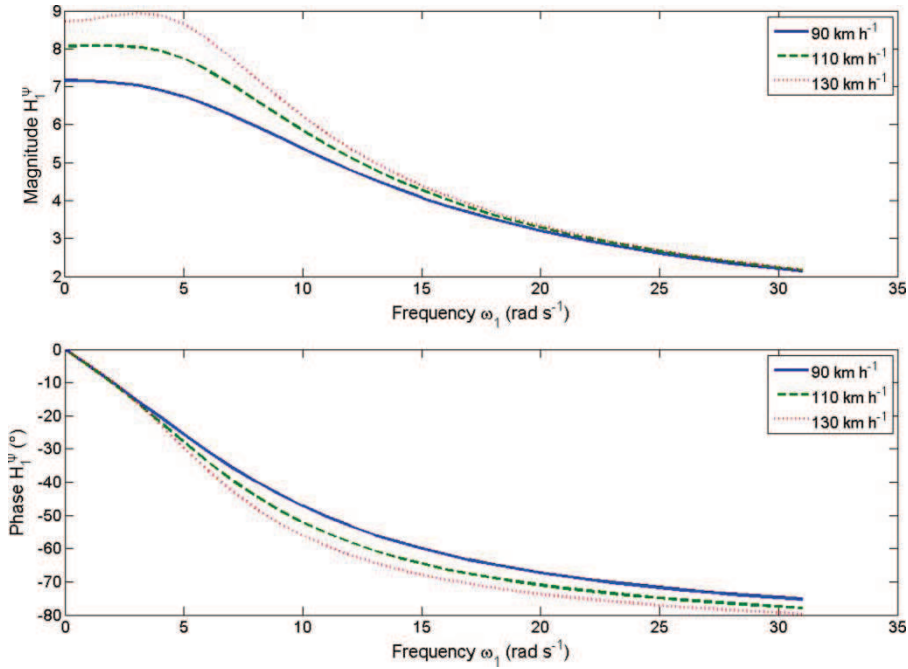 9
8
7
6
5
4
3
2
Magnitude H₁^Ψ
90 km h⁻¹
110 km h⁻¹
130 km h⁻¹
0 5 10 15 20 25 30 35
Frequency ω₁ (rad s⁻¹)
0
-10
-20
-30
-40
-50
-60
-70
-80
Phase H₁^Ψ (°)
90 km h⁻¹
110 km h⁻¹
130 km h⁻¹
0 5 10 15 20 25 30 35
Frequency ω₁ (rad s⁻¹)